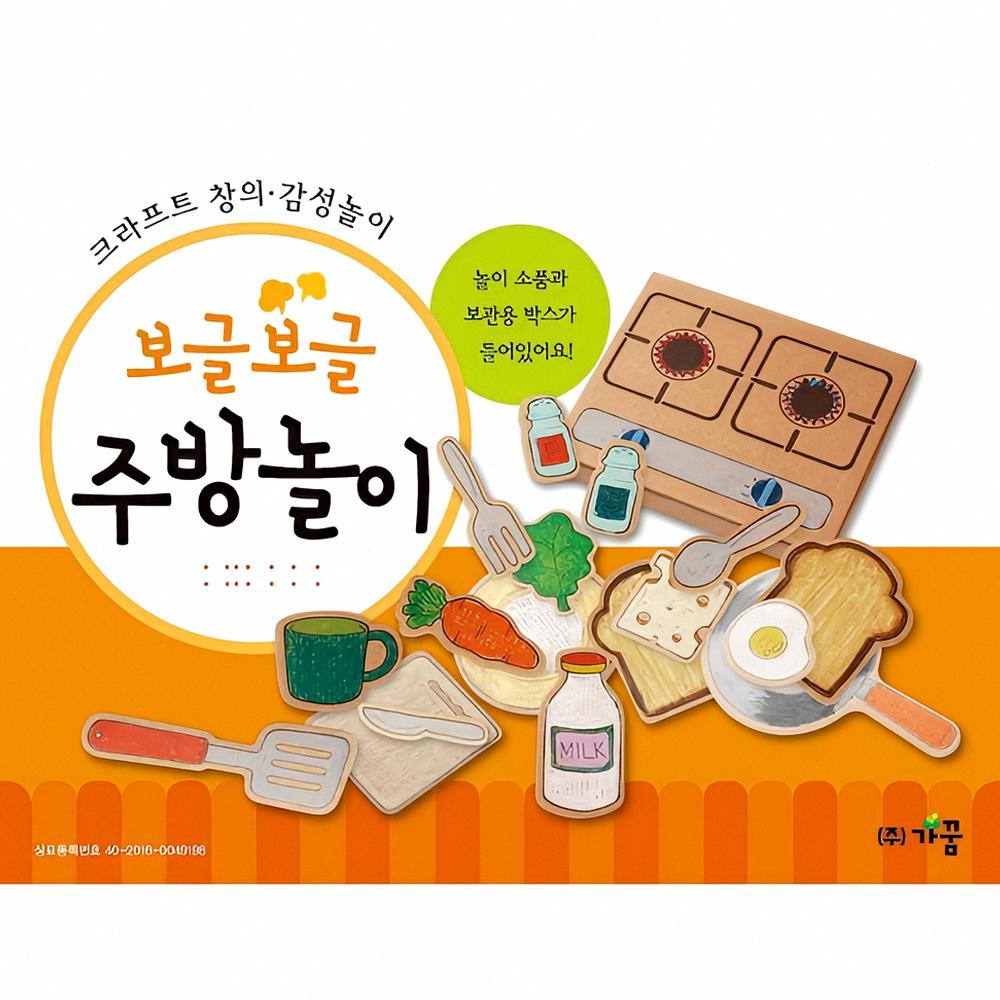 크라프트 창의·감성놀이
보글보글
주방놀이
놀이 소품과
보관용 박스가
들어있어요!
MILK
(주) 가꿈